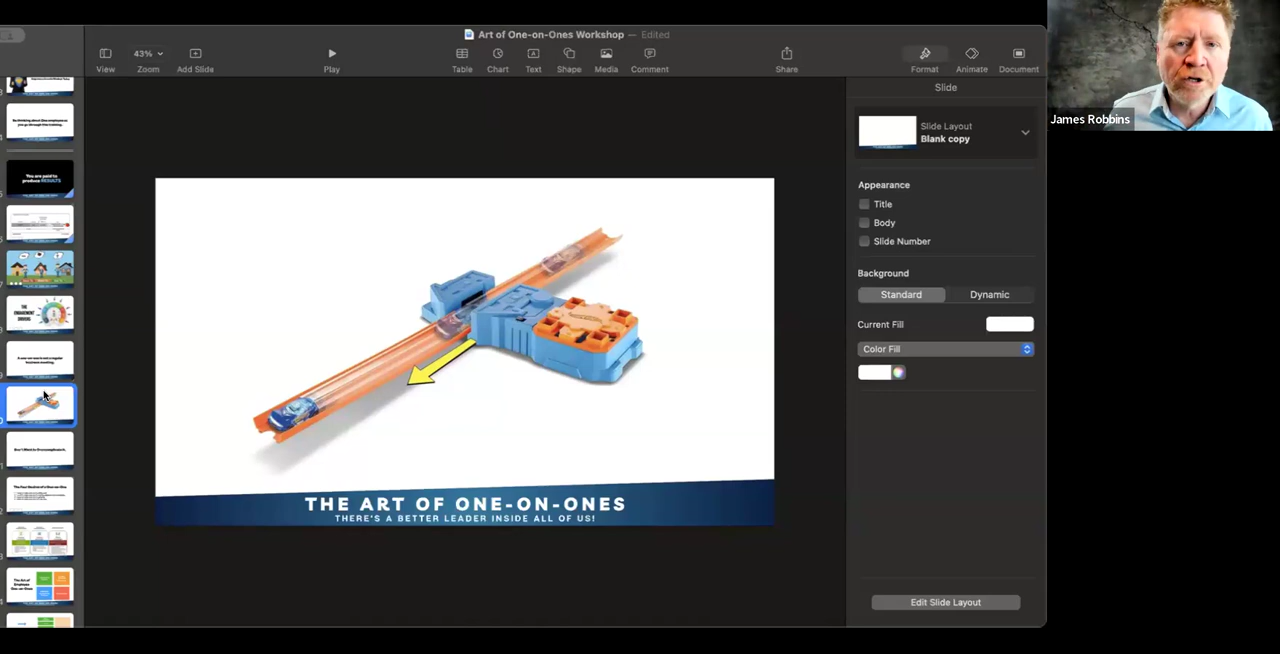 Art of One-on-Ones Workshop — Edited
43%
View
Zoom
Add Slide
Play
Table
Chart
Text
Shape
Media
Comment
Share
Format
Animate
Document
Slide
Slide Layout
Blank copy
Appearance
Title
Body
Slide Number
Background
Standard
Dynamic
Current Fill
Color Fill
Edit Slide Layout
You are paid to
produce RESULTS
THE
ENGAGEMENT
DRIVERS
THE ART OF ONE-ON-ONES
THERE'S A BETTER LEADER INSIDE ALL OF US!
James Robbins